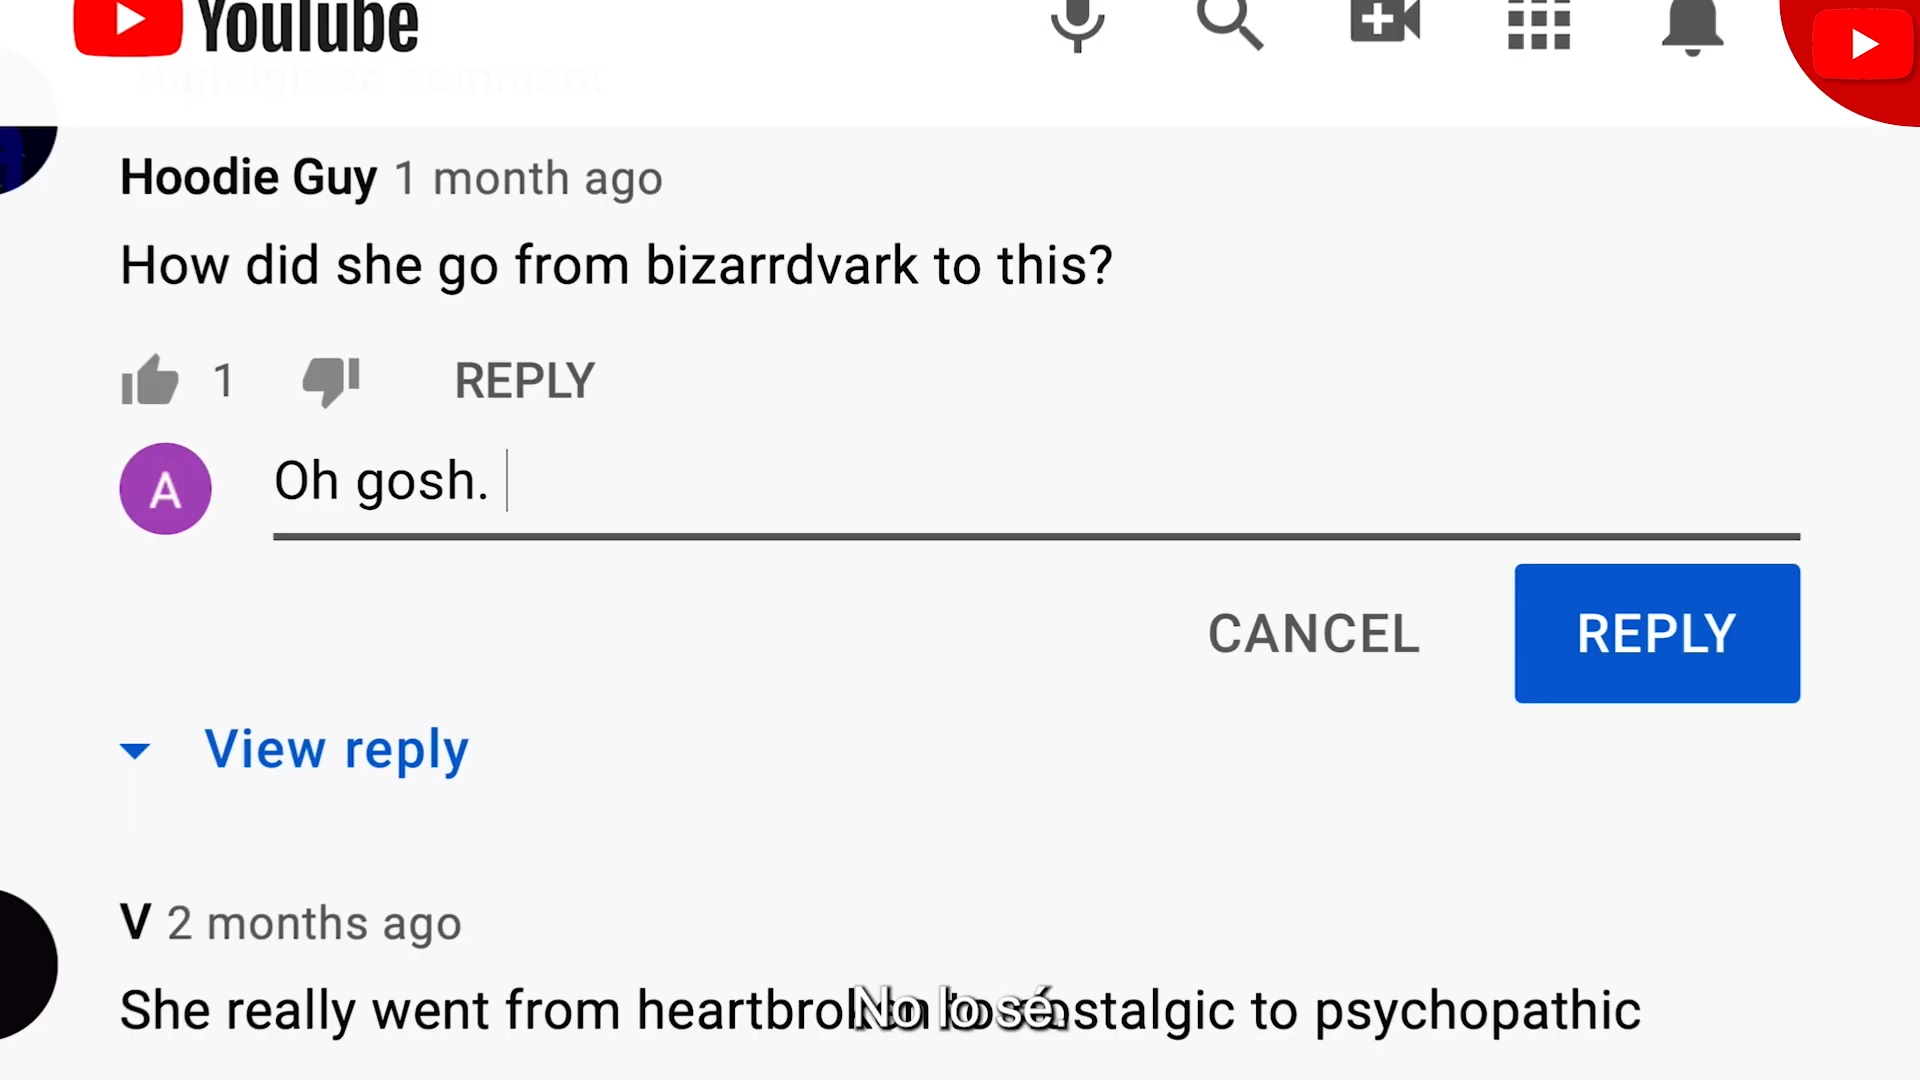 YouTube
Highlighted comment
Hoodie Guy 1 month ago
How did she go from bizarrdvark to this?
1 REPLY
A Oh gosh.
CANCEL REPLY
View reply
V 2 months ago
She really went from heartbroken to nostalgic to psychopathic
No lo sé.